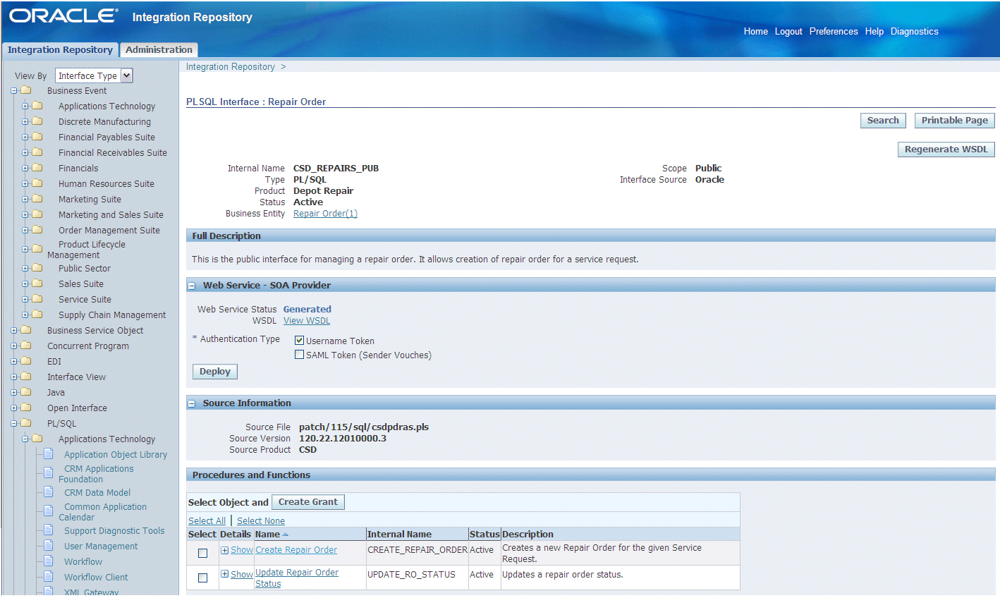 ORACLE® Integration Repository
Home Logout Preferences Help Diagnostics
Integration Repository Administration
View By Interface Type
Business Event
Applications Technology
Discrete Manufacturing
Financial Payables Suite
Financial Receivables Suite
Financials
Human Resources Suite
Marketing Suite
Marketing and Sales Suite
Order Management Suite
Product Lifecycle
Management
Public Sector
Sales Suite
Service Suite
Supply Chain Management
Business Service Object
Concurrent Program
EDI
Interface View
Java
Open Interface
PL/SQL
Applications Technology
Application Object Library
CRM Applications
Foundation
CRM Data Model
Common Application
Calendar
Support Diagnostic Tools
User Management
Workflow
Workflow Client
XML Gateway
Integration Repository >
PLSQL Interface : Repair Order
Search Printable Page
Regenerate WSDL
Internal Name CSD_REPAIRS_PUB
Type PL/SQL
Product Depot Repair
Status Active
Business Entity Repair Order(1)
Scope Public
Interface Source Oracle
Full Description
This is the public interface for managing a repair order. It allows creation of repair order for a service request.
Web Service - SOA Provider
Web Service Status Generated
WSDL View WSDL
* Authentication Type Username Token
SAML Token (Sender Vouches)
Deploy
Source Information
Source File patch/115/sql/csdpdras.pls
Source Version 120.22.12010000.3
Source Product CSD
Procedures and Functions
Select Object and Create Grant
Select All | Select None
Select Details Name Internal Name Status Description
Show Create Repair Order CREATE_REPAIR_ORDER Active Creates a new Repair Order for the given Service
Request.
Show Update Repair Order UPDATE_RO_STATUS Active Updates a repair order status.
Status